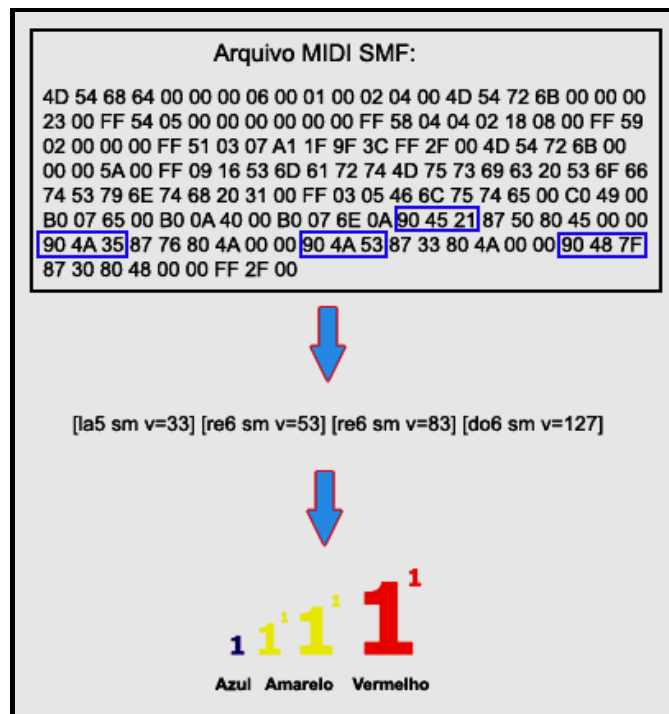 Arquivo MIDI SMF:
4D 54 68 64 00 00 00 06 00 01 00 02 04 00 4D 54 72 6B 00 00 00
23 00 FF 54 05 00 00 00 00 00 00 FF 58 04 04 02 18 08 00 FF 59
02 00 00 00 FF 51 03 07 A1 1F 9F 3C FF 2F 00 4D 54 72 6B 00
00 00 5A 00 FF 09 16 53 6D 61 72 74 4D 75 73 69 63 20 53 6F 66
74 53 79 6E 74 68 20 31 00 FF 03 05 46 6C 75 74 65 00 C0 49 00
B0 07 65 00 B0 0A 40 00 B0 07 6E 0A 90 45 21 87 50 80 45 00 00
90 4A 35 87 76 80 4A 00 00 90 4A 53 87 33 80 4A 00 00 90 48 7F
87 30 80 48 00 00 FF 2F 00
[la5 sm v=33] [re6 sm v=53] [re6 sm v=83] [do6 sm v=127]
1 1 1 1 1 1 1
Azul Amarelo Vermelho